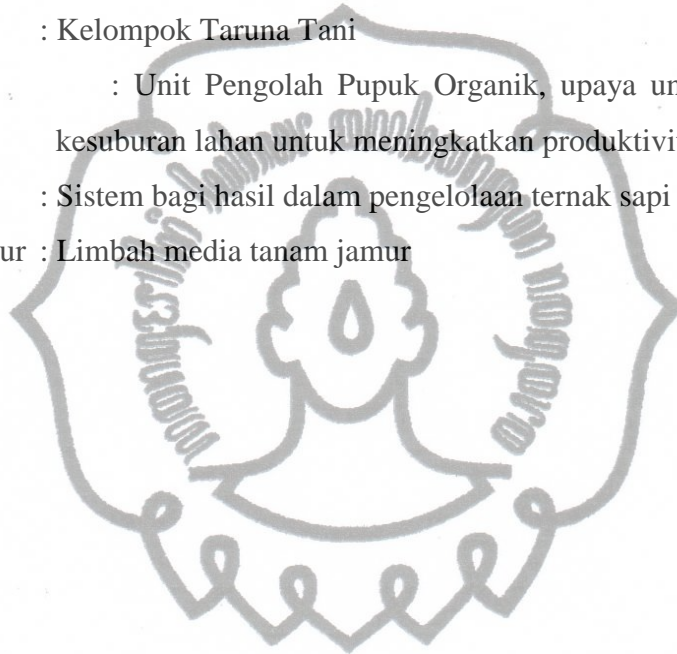 : Kelompok Taruna Tani
: Unit Pengolah Pupuk Organik, upaya un
kesuburan lahan untuk meningkatkan produktivi
: Sistem bagi hasil dalam pengelolaan ternak sapi
ur : Limbah media tanam jamur